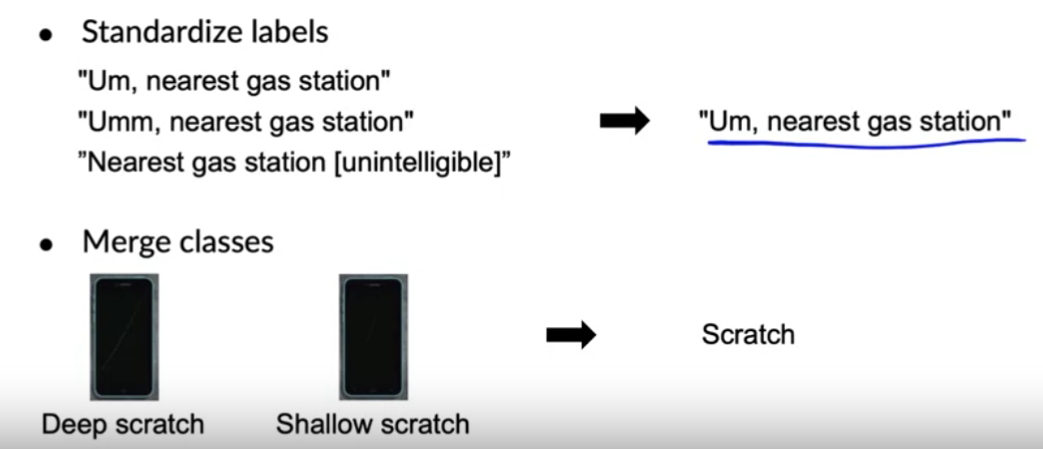 Standardize labels
"Um, nearest gas station"
"Umm, nearest gas station"
”Nearest gas station [unintelligible]”
"Um, nearest gas station"
Merge classes
Scratch
Deep scratch
Shallow scratch